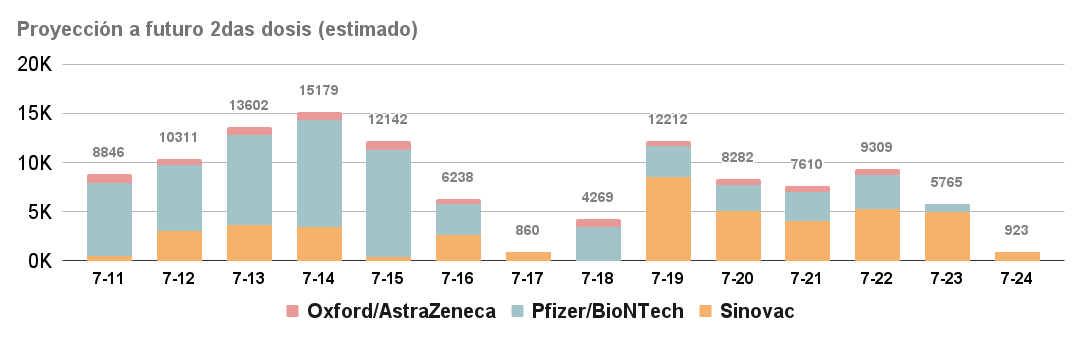 Proyección a futuro 2das dosis (estimado)
20K
15K
10K
5K
0K
8846
10311
13602
15179
12142
6238
860
4269
12212
8282
7610
9309
5765
923
7-11 7-12 7-13 7-14 7-15 7-16 7-17 7-18 7-19 7-20 7-21 7-22 7-23 7-24
Oxford/AstraZeneca Pfizer/BioNTech Sinovac